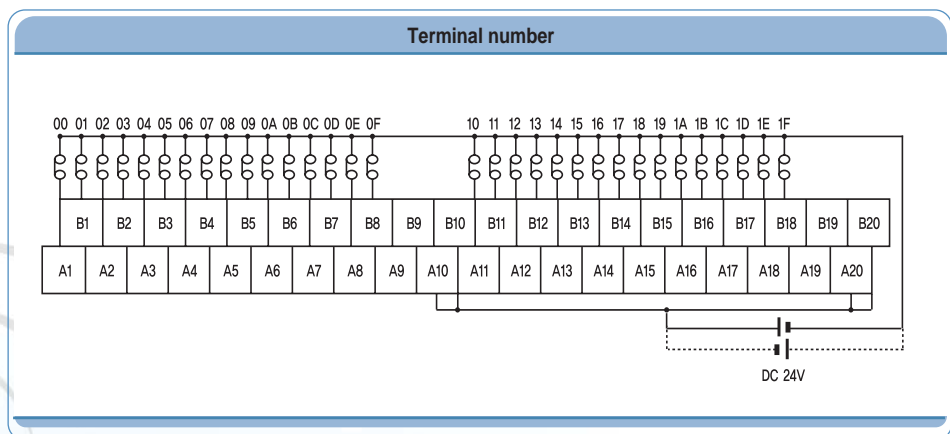 Terminal number
00 01 02 03 04 05 06 07 08 09 0A 0B 0C 0D 0E 0F 10 11 12 13 14 15 16 17 18 19 1A 1B 1C 1D 1E 1F
B1 B2 B3 B4 B5 B6 B7 B8 B9 B10 B11 B12 B13 B14 B15 B16 B17 B18 B19 B20
A1 A2 A3 A4 A5 A6 A7 A8 A9 A10 A11 A12 A13 A14 A15 A16 A17 A18 A19 A20
DC 24V